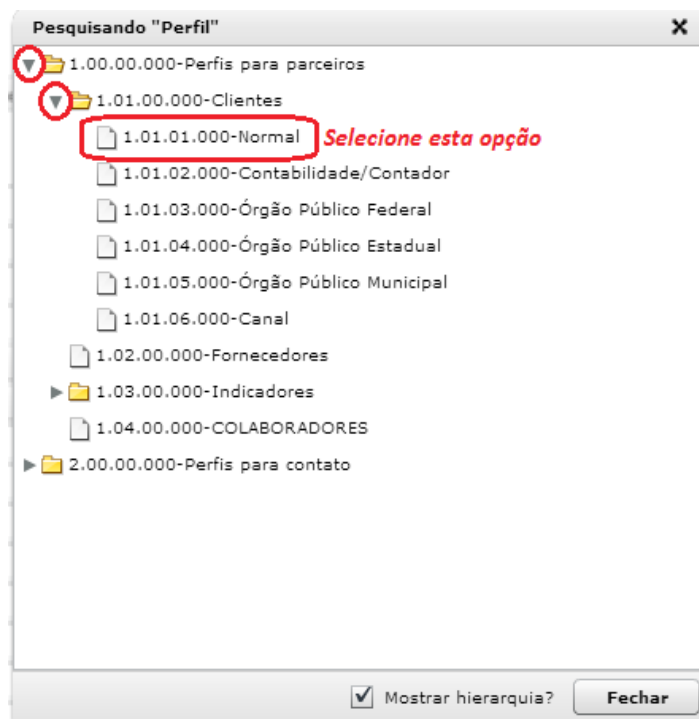 Pesquisando "Perfil"
1.00.00.000-Perfis para parceiros
1.01.00.000-Clientes
1.01.01.000-Normal Selecione esta opção
1.01.02.000-Contabilidade/Contador
1.01.03.000-Órgão Público Federal
1.01.04.000-Órgão Público Estadual
1.01.05.000-Órgão Público Municipal
1.01.06.000-Canal
1.02.00.000-Fornecedores
1.03.00.000-Indicadores
1.04.00.000-COLABORADORES
2.00.00.000-Perfis para contato
Mostrar hierarquia? Fechar